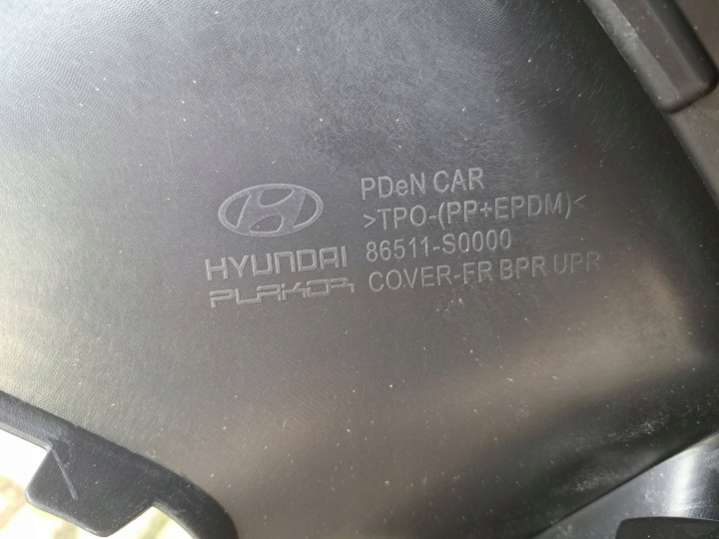 PDeN CAR
>TPO-(PP+EPDM)<
HYUNDAI 86511-S0000
PLAKOR COVER-FR BPR UPR